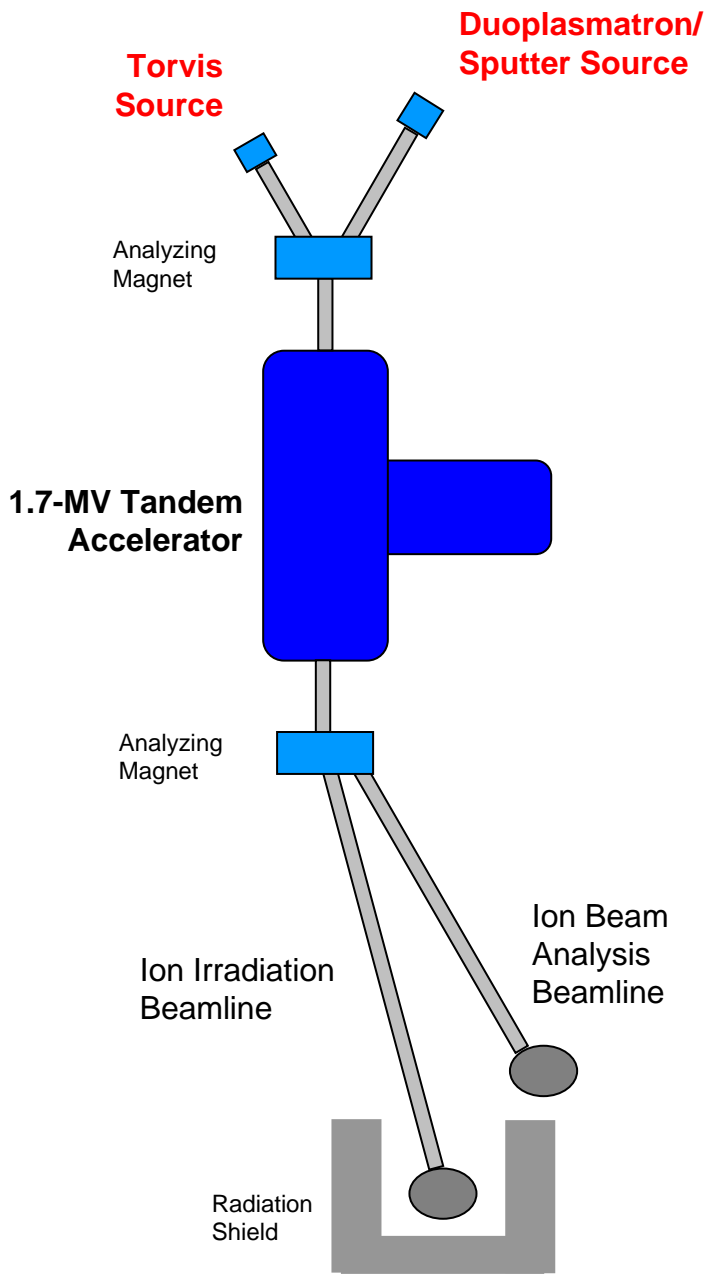 Duoplasmatron/
Sputter Source
Torvis
Source
Analyzing
Magnet
1.7-MV Tandem
Accelerator
Analyzing
Magnet
Ion Beam
Analysis
Beamline
Ion Irradiation
Beamline
Radiation
Shield